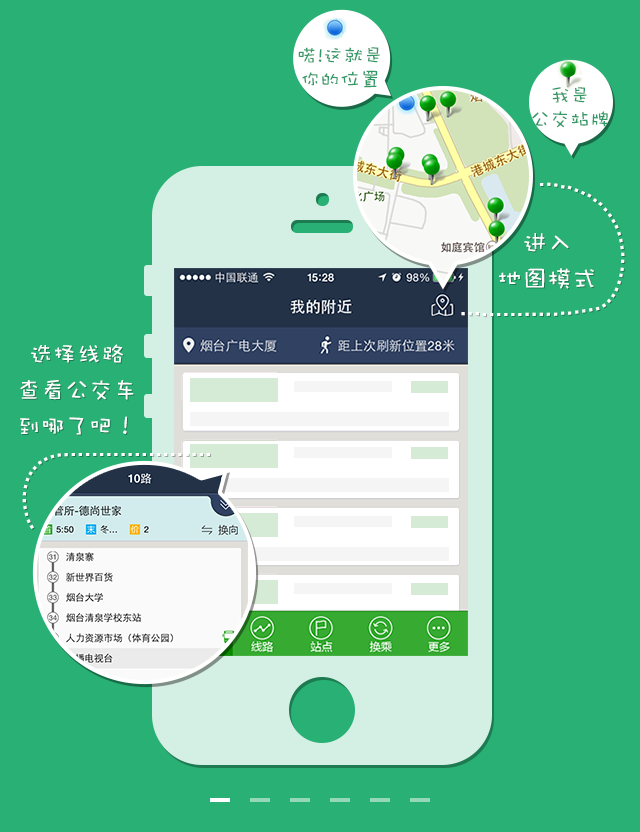 喏!这就是
你的位置
我是
公交站牌
城东大街
港城东大街
广场
如庭宾馆
进入
地图模式
中国联通
15:28
98%
我的附近
烟台广电大厦
距上次刷新位置28米
选择线路
查看公交车
到哪了吧！
10路
管所-德尚世家
5:50 末 冬... 价 2
换向
31 清泉寨
32 新世界百货
33 烟台大学
34 烟台清泉学校东站
人力资源市场（体育公园）
播电视台
线路
站点
换乘
更多